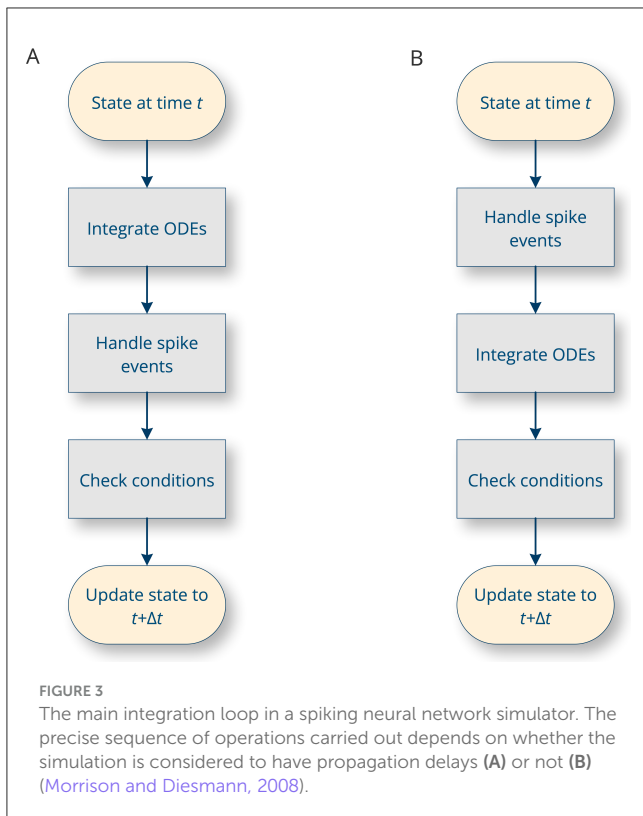 A
State at time t
Integrate ODEs
Handle spike
events
Check conditions
Update state to
t+Δt
B
State at time t
Handle spike
events
Integrate ODEs
Check conditions
Update state to
t+Δt
FIGURE 3
The main integration loop in a spiking neural network simulator. The
precise sequence of operations carried out depends on whether the
simulation is considered to have propagation delays (A) or not (B)
(Morrison and Diesmann, 2008).